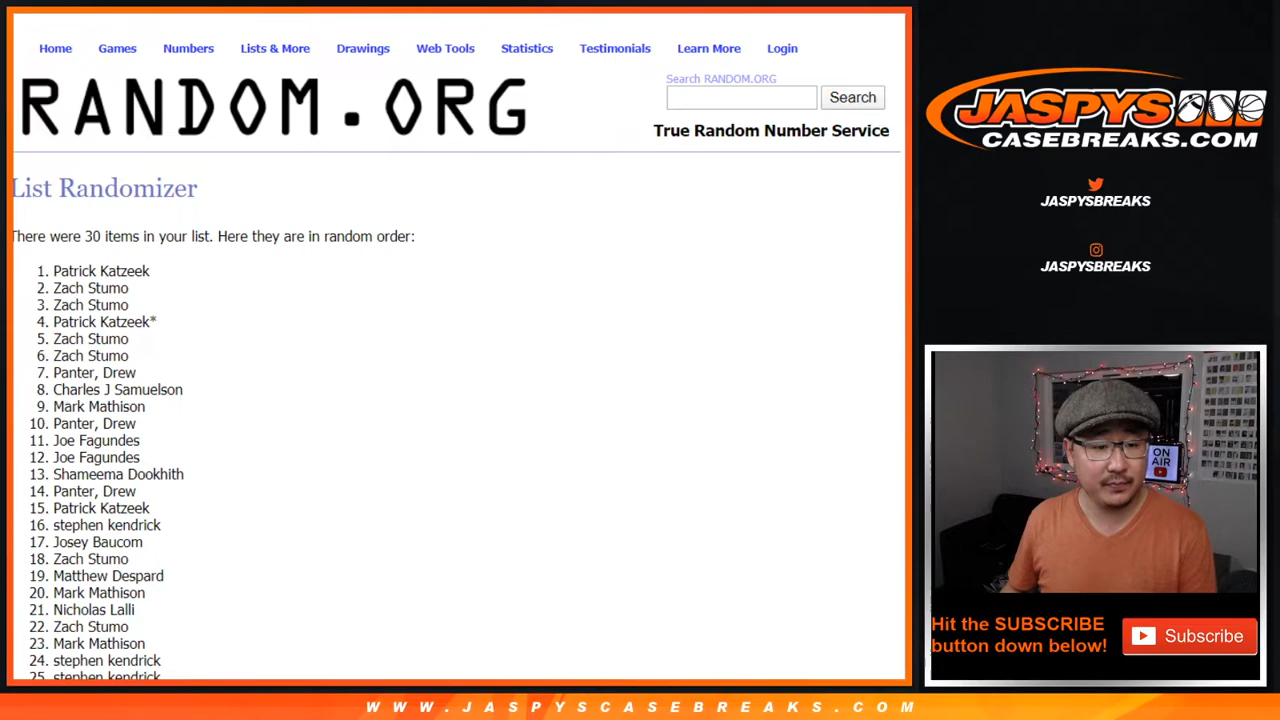 Home Games Numbers Lists & More Drawings Web Tools Statistics Testimonials Learn More Login
RANDOM.ORG
Search RANDOM.ORG
Search
True Random Number Service
List Randomizer
There were 30 items in your list. Here they are in random order:
1. Patrick Katzeek
2. Zach Stumo
3. Zach Stumo
4. Patrick Katzeek*
5. Zach Stumo
6. Zach Stumo
7. Panter, Drew
8. Charles J Samuelson
9. Mark Mathison
10. Panter, Drew
11. Joe Fagundes
12. Joe Fagundes
13. Shameema Dookhith
14. Panter, Drew
15. Patrick Katzeek
16. stephen kendrick
17. Josey Baucom
18. Zach Stumo
19. Matthew Despard
20. Mark Mathison
21. Nicholas Lalli
22. Zach Stumo
23. Mark Mathison
24. stephen kendrick
25. stephen kendrick
JASPYS
CASEBREAKS.COM
JASPYSBREAKS
JASPYSBREAKS
ON
AIR
Hit the SUBSCRIBE
button down below!
Subscribe
WWW.JASPYSCASEBREAKS.COM